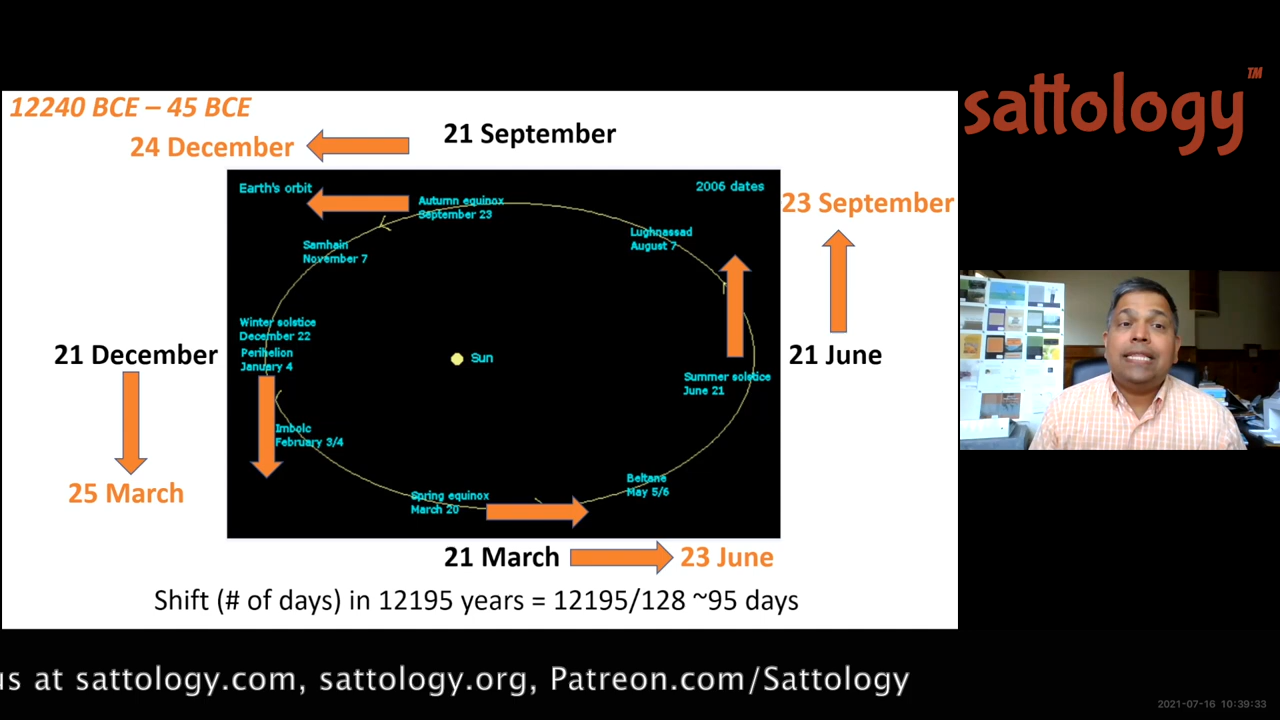 12240 BCE – 45 BCE
24 December
21 September
Earth's orbit
2006 dates
Autumn equinox
September 23
23 September
Lughnassad
August 7
Samhain
November 7
Winter solstice
December 22
Perihelion
January 4
21 December
Sun
21 June
Summer solstice
June 21
Imbolc
February 3/4
25 March
Spring equinox
March 20
Beltane
May 5/6
21 March
23 June
Shift (# of days) in 12195 years = 12195/128 ~95 days
sattology™
us at sattology.com, sattology.org, Patreon.com/Sattology
2021-07-16 10:39:33